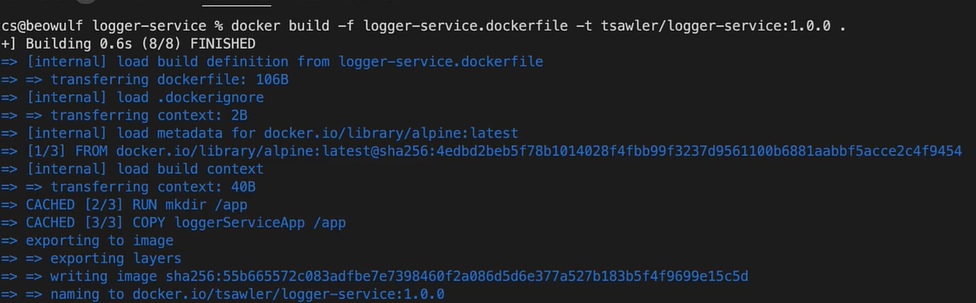 cs@beowulf logger-service % docker build -f logger-service.dockerfile -t tsawler/logger-service:1.0.0 .
+] Building 0.6s (8/8) FINISHED
=> [internal] load build definition from logger-service.dockerfile
=> => transferring dockerfile: 106B
=> [internal] load .dockerignore
=> => transferring context: 2B
=> [internal] load metadata for docker.io/library/alpine:latest
=> [1/3] FROM docker.io/library/alpine:latest@sha256:4edbd2beb5f78b1014028f4fbb99f3237d9561100b6881aabbf5acce2c4f9454
=> [internal] load build context
=> => transferring context: 40B
=> CACHED [2/3] RUN mkdir /app
=> CACHED [3/3] COPY loggerServiceApp /app
=> exporting to image
=> => exporting layers
=> => writing image sha256:55b665572c083adfbe7e7398460f2a086d5d6e377a527b183b5f4f9699e15c5d
=> => naming to docker.io/tsawler/logger-service:1.0.0